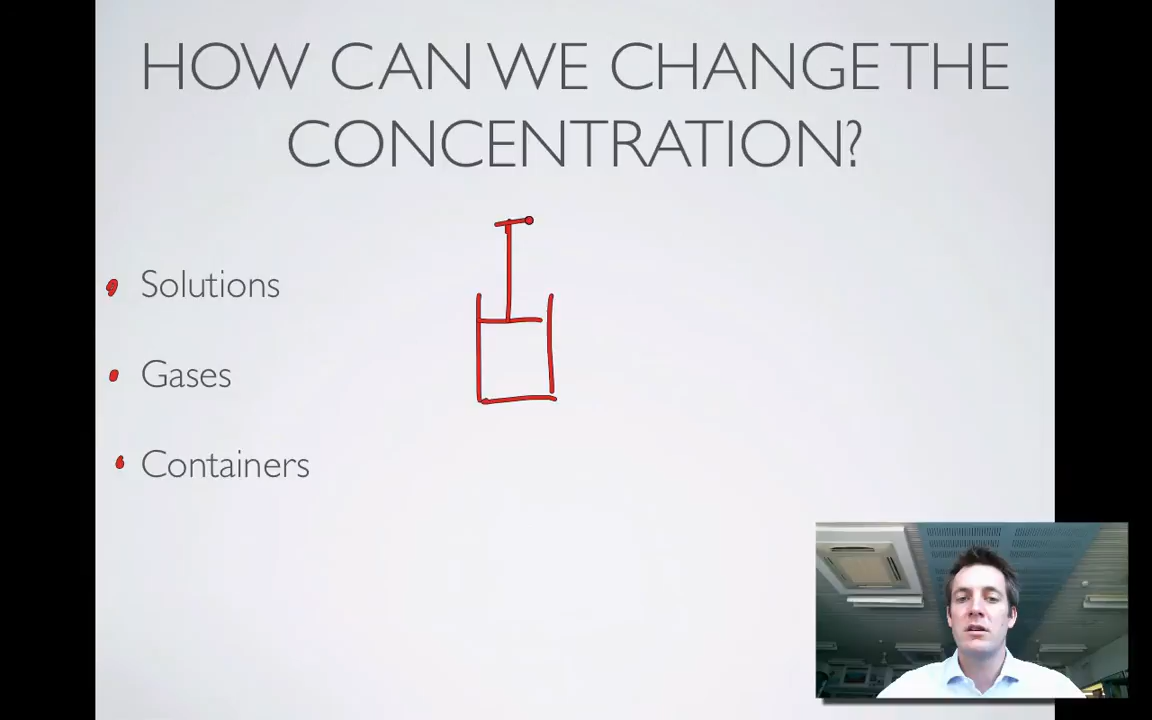 HOW CAN WE CHANGE THE
CONCENTRATION?
Solutions
Gases
Containers